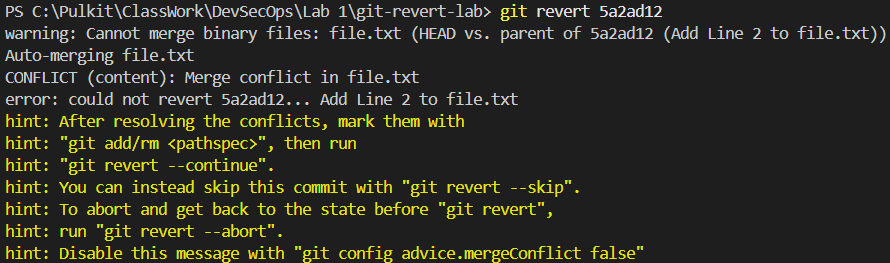 PS C:\Pulkit\ClassWork\DevSecOps\Lab 1\git-revert-lab> git revert 5a2ad12
warning: Cannot merge binary files: file.txt (HEAD vs. parent of 5a2ad12 (Add Line 2 to file.txt))
Auto-merging file.txt
CONFLICT (content): Merge conflict in file.txt
error: could not revert 5a2ad12... Add Line 2 to file.txt
hint: After resolving the conflicts, mark them with
hint: "git add/rm <pathspec>", then run
hint: "git revert --continue".
hint: You can instead skip this commit with "git revert --skip".
hint: To abort and get back to the state before "git revert",
hint: run "git revert --abort".
hint: Disable this message with "git config advice.mergeConflict false"